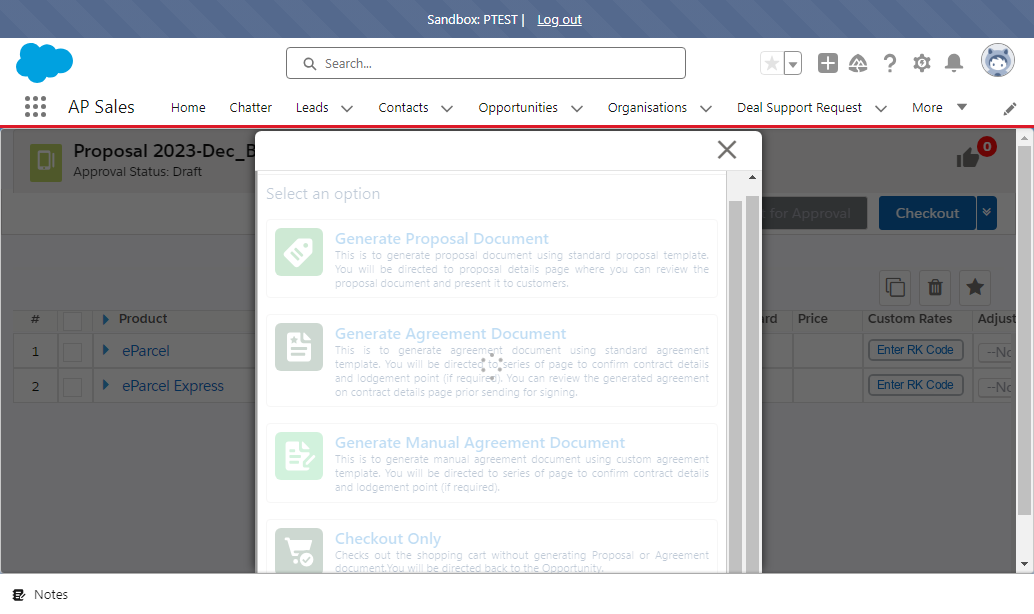 Sandbox: PTEST |
Log out
Search...
AP Sales
Home
Chatter
Leads
Contacts
Opportunities
Organisations
Deal Support Request
More
Proposal 2023-Dec_B
Approval Status: Draft
0
for Approval
Checkout
Select an option
Generate Proposal Document
This is to generate proposal document using standard proposal template.
You will be directed to proposal details page where you can review the
proposal document and present it to customers.
Generate Agreement Document
This is to generate agreement document using standard agreement
template. You will be directed to series of page to confirm contract details
and lodgement point (if required). You can review the generated agreement
on contract details page prior sending for signing.
Generate Manual Agreement Document
This is to generate manual agreement document using custom agreement
template. You will be directed to series of page to confirm contract details
and lodgement point (if required).
Checkout Only
Checks out the shopping cart without generating Proposal or Agreement
document.You will be directed back to the Opportunity.
# Product rd Price Custom Rates Adjust
1 eParcel Enter RK Code --No
2 eParcel Express Enter RK Code --No
Notes